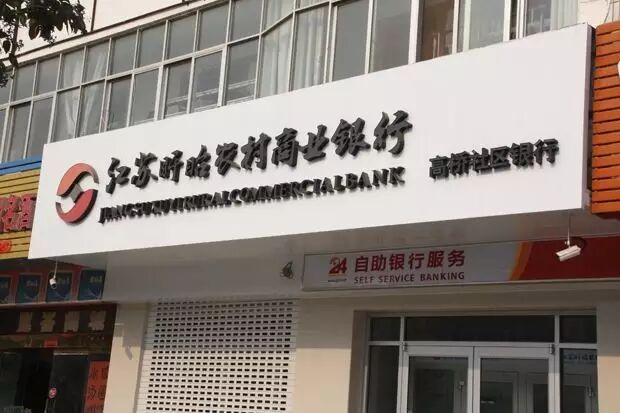 江苏盱眙农村商业银行
JIANGSU XUYI RURAL COMMERCIAL BANK
高桥社区银行
24
自助银行服务
SELF SERVICE BANKING